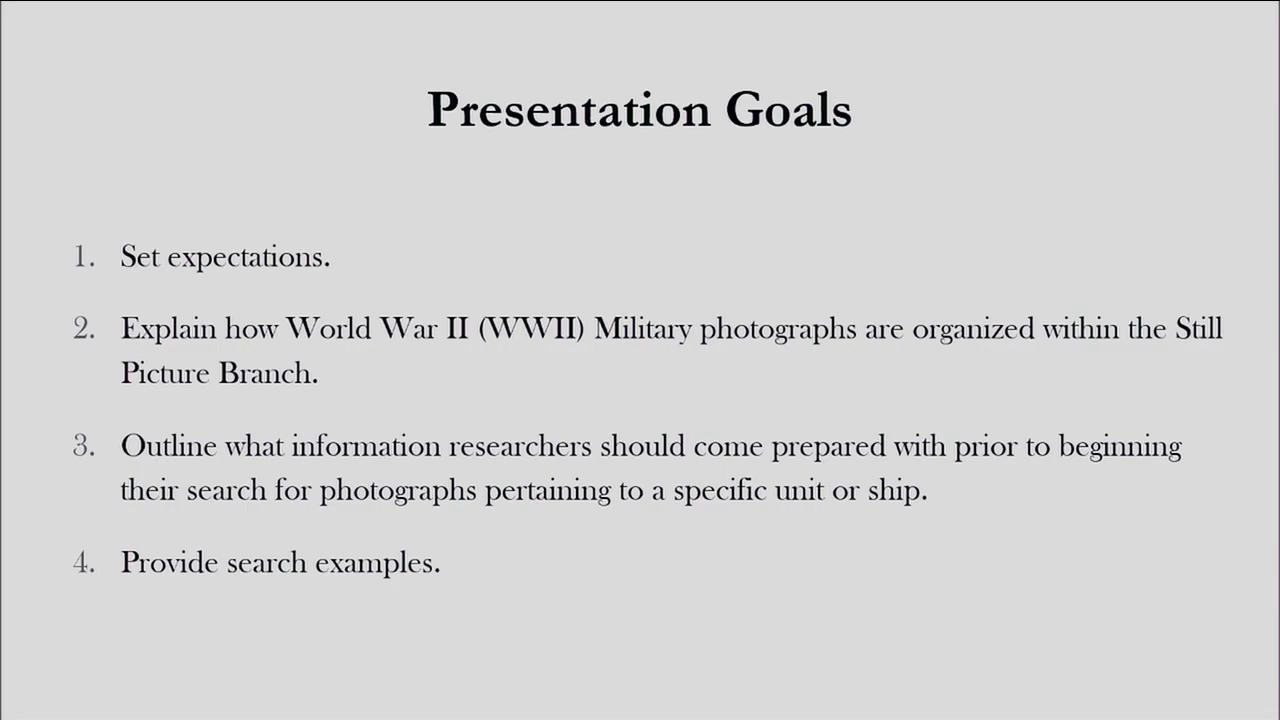 Presentation Goals
1. Set expectations.
2. Explain how World War II (WWII) Military photographs are organized within the Still
Picture Branch.
3. Outline what information researchers should come prepared with prior to beginning
their search for photographs pertaining to a specific unit or ship.
4. Provide search examples.